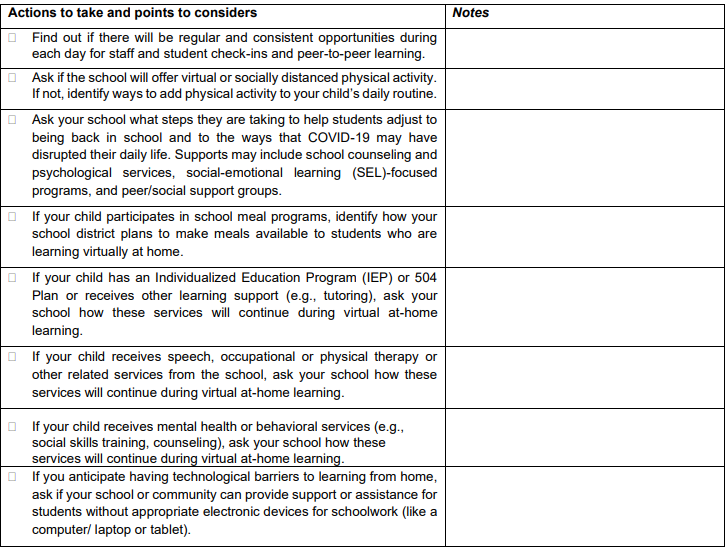 Actions to take and points to considers
Notes
Find out if there will be regular and consistent opportunities during
each day for staff and student check-ins and peer-to-peer learning.
Ask if the school will offer virtual or socially distanced physical activity.
If not, identify ways to add physical activity to your child's daily routine.
Ask your school what steps they are taking to help students adjust to
being back in school and to the ways that COVID-19 may have
disrupted their daily life. Supports may include school counseling and
psychological services, social-emotional learning (SEL)-focused
programs, and peer/social support groups.
If your child participates in school meal programs, identify how your
school district plans to make meals available to students who are
learning virtually at home.
If your child has an Individualized Education Program (IEP) or 504
Plan or receives other learning support (e.g., tutoring), ask your
school how these services will continue during virtual at-home
learning.
If your child receives speech, occupational or physical therapy or
other related services from the school, ask your school how these
services will continue during virtual at-home learning.
If your child receives mental health or behavioral services (e.g.,
social skills training, counseling), ask your school how these
services will continue during virtual at-home learning.
If you anticipate having technological barriers to learning from home,
ask if your school or community can provide support or assistance for
students without appropriate electronic devices for schoolwork (like a
computer/ laptop or tablet).